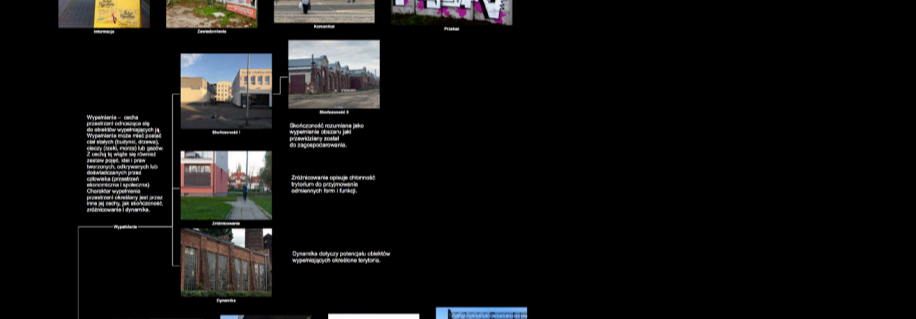 Informacja
Zawiadomienie
Komunikat
Przekaz
Skończoność I
Skończoność II
Wypełnienie – cecha
przestrzeni odnosząca się
do obiektów wypełniających ją.
Wypełnienie może mieć postać
ciał stałych (budynki, drzewa),
cieczy (rzeki, morza) lub gazów.
Z cechą tą wiąże się również
zestaw pojęć, idei i praw
tworzonych, odkrywanych lub
doświadczanych przez
człowieka (przestrzeń
ekonomiczna i społeczna)
Charakter wypełnienia
przestrzeni określany jest przez
inne jej cechy, jak skończoność,
zróżnicowanie i dynamika.
Skończoność rozumiana jako
wypełnienie obszaru jaki
przewidziany został
do zagospodarowania.
Zróżnicowanie opisuje chłonność
trytorium do przyjmowania
odmiennych form i funkcji.
Zróżnicowanie
Wypełnienie
Dynamika dotyczy potencjału obiektów
wypełniających określone terytoria.
Dynamika